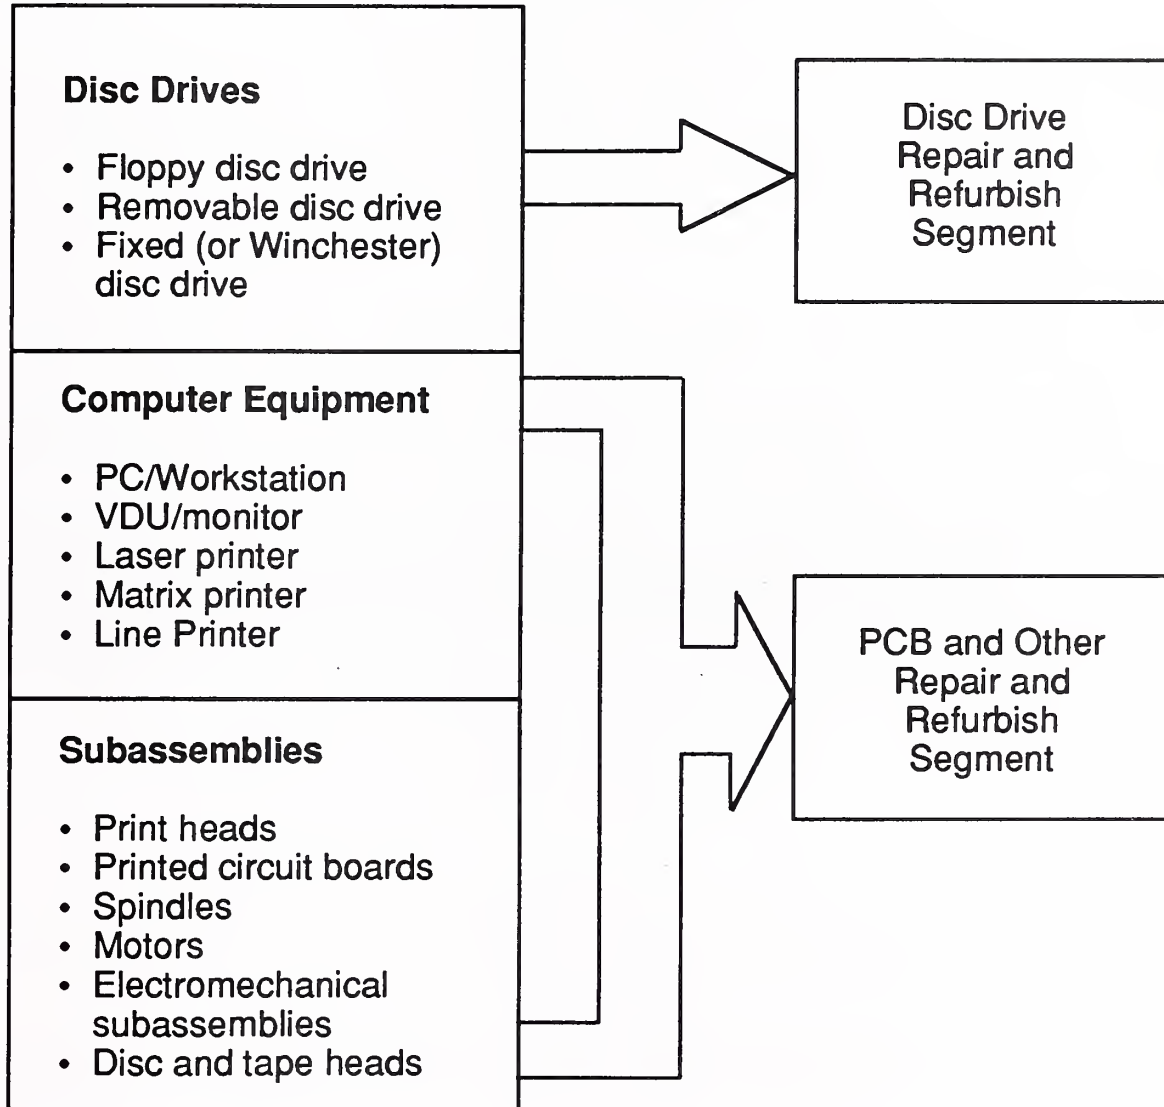 Disc Drives
• Floppy disc drive
• Removable disc drive
• Fixed (or Winchester)
disc drive
Disc Drive
Repair and
Refurbish
Segment
Computer Equipment
• PC/Workstation
• VDU/monitor
• Laser printer
• Matrix printer
• Line Printer
PCB and Other
Repair and
Refurbish
Segment
Subassemblies
• Print heads
• Printed circuit boards
• Spindles
• Motors
• Electromechanical
subassemblies
• Disc and tape heads